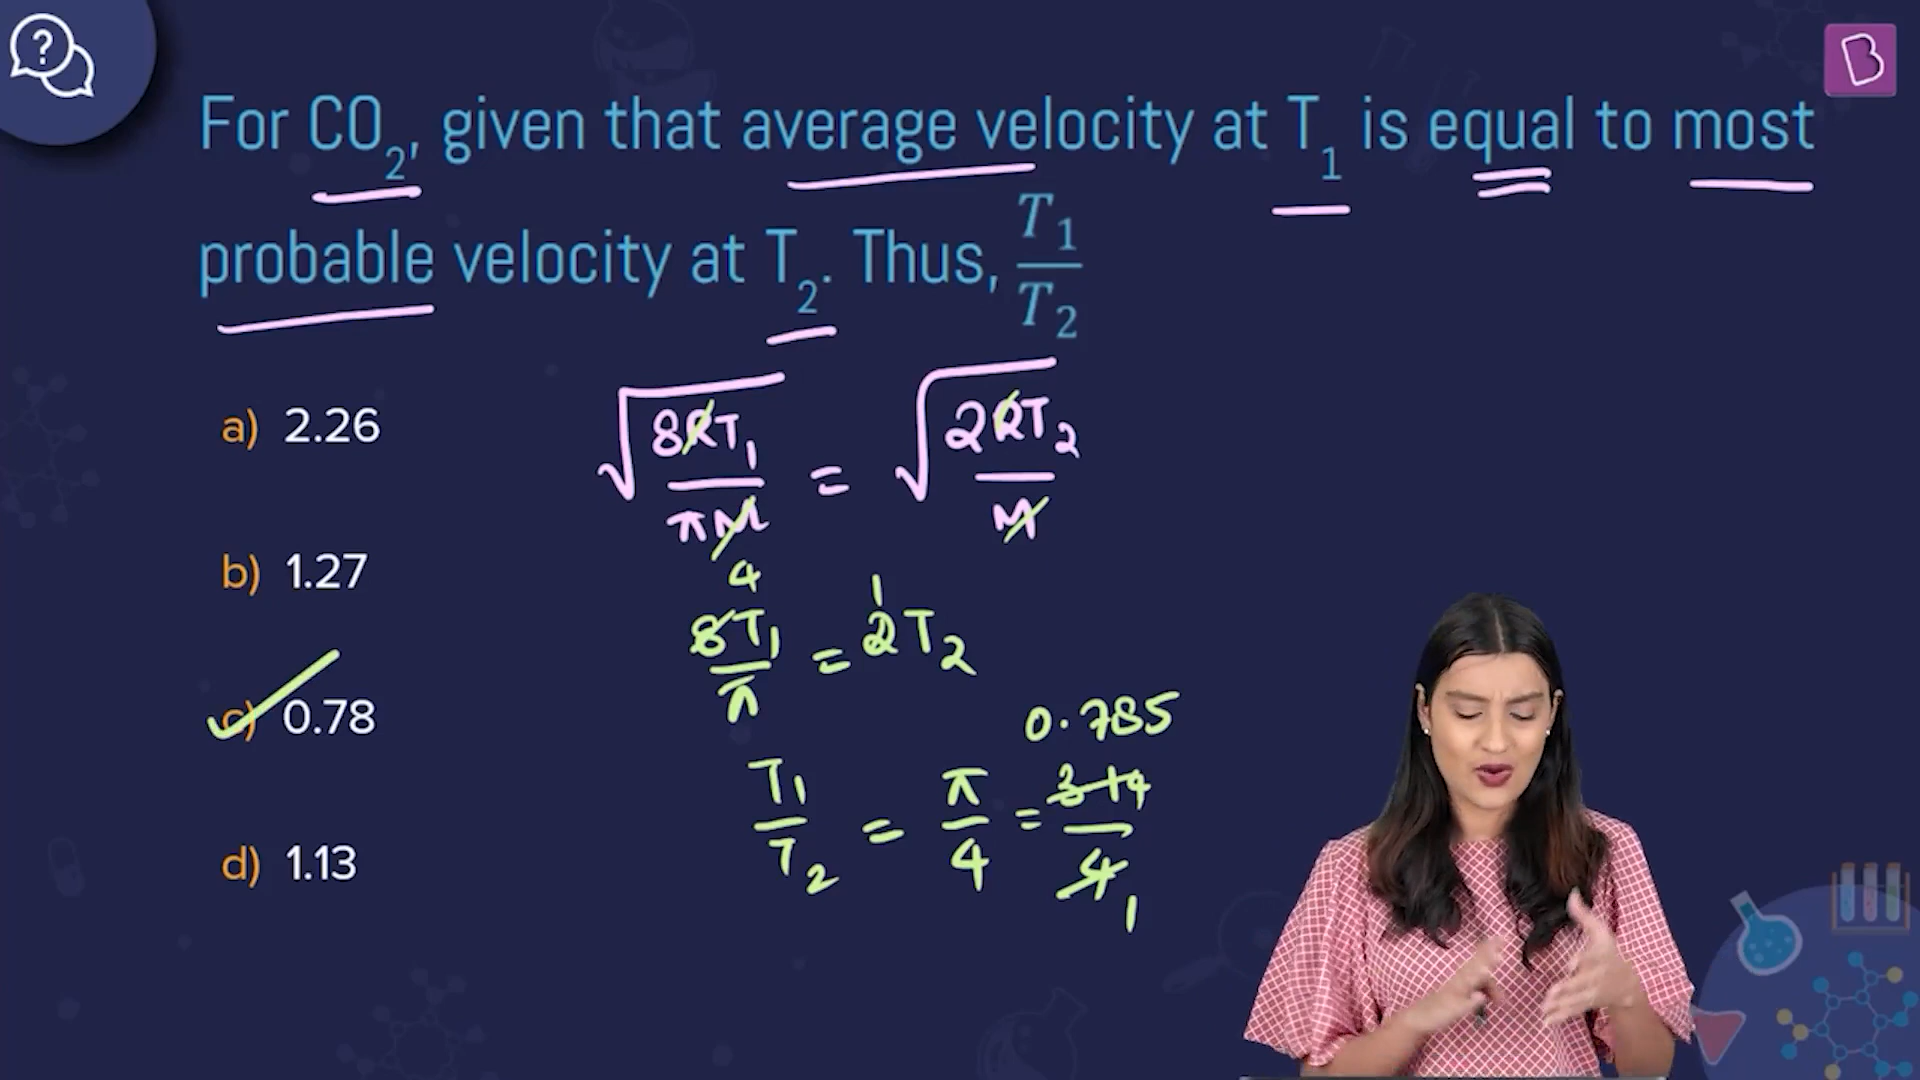 For CO₂, given that average velocity at T₁ is equal to most
probable velocity at T₂. Thus, T₁/T₂
a) 2.26
√(8RT₁/πM) = √(2RT₂/M)
b) 1.27
4 1
8T₁/π = 2T₂
c) 0.78
0.785
T₁/T₂ = π/4 = 314/4
1
d) 1.13
B
?